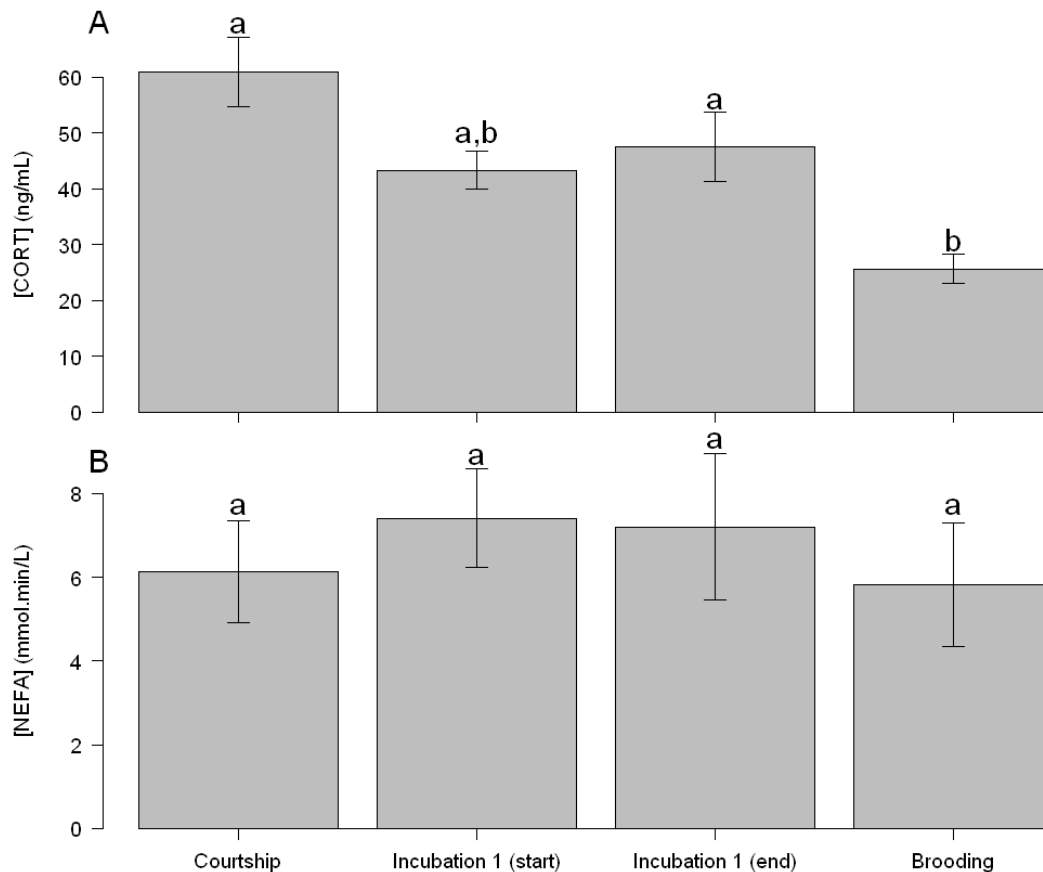 A
[CORT] (ng/mL)
60
50
40
30
20
10
0
a
a,b
a
b
B
[NEFA] (mmol.min/L)
8
6
4
2
0
a
a
a
a
Courtship Incubation 1 (start) Incubation 1 (end) Brooding